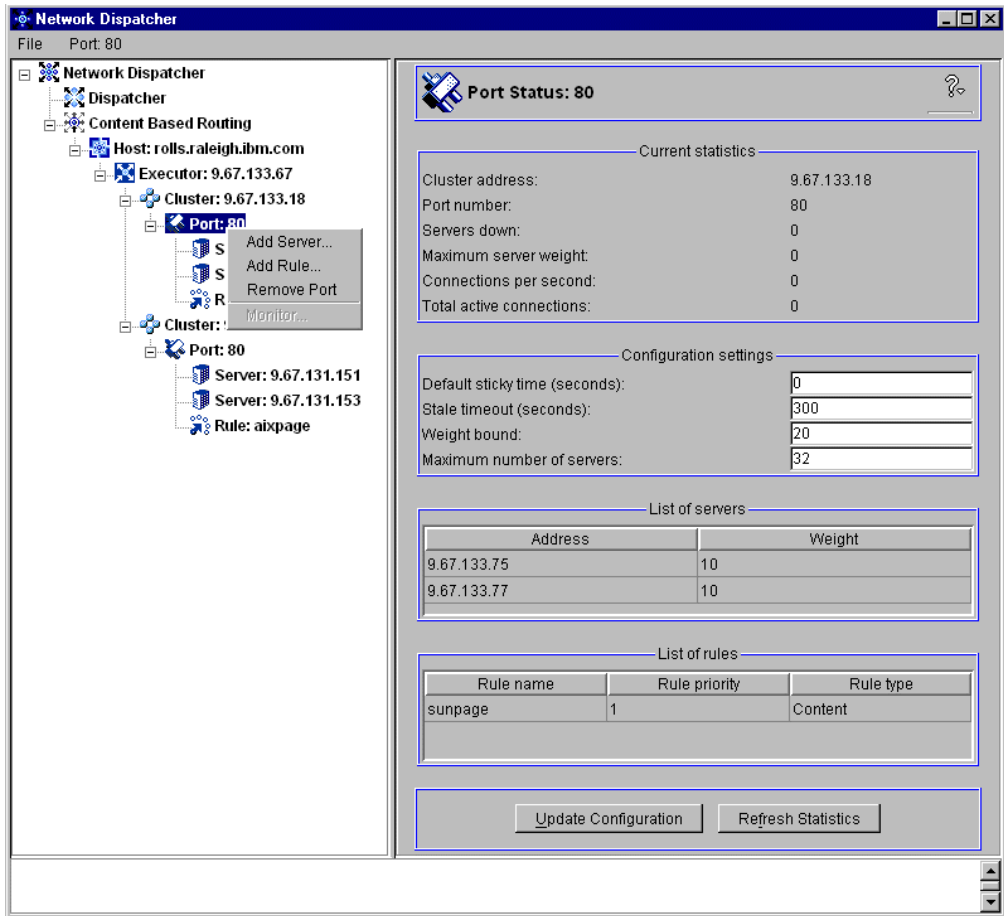 Network Dispatcher
File Port: 80
Network Dispatcher
Dispatcher
Content Based Routing
Host: rolls.raleigh.ibm.com
Executor: 9.67.133.67
Cluster: 9.67.133.18
Port: 80
S
S
R
Cluster:
Port: 80
Server: 9.67.131.151
Server: 9.67.131.153
Rule: aixpage
Add Server...
Add Rule...
Remove Port
Monitor...
Port Status: 80
?
Current statistics
Cluster address: 9.67.133.18
Port number: 80
Servers down: 0
Maximum server weight: 0
Connections per second: 0
Total active connections: 0
Configuration settings
Default sticky time (seconds): 0
Stale timeout (seconds): 300
Weight bound: 20
Maximum number of servers: 32
List of servers
Address Weight
9.67.133.75 10
9.67.133.77 10
List of rules
Rule name Rule priority Rule type
sunpage 1 Content
Update Configuration Refresh Statistics